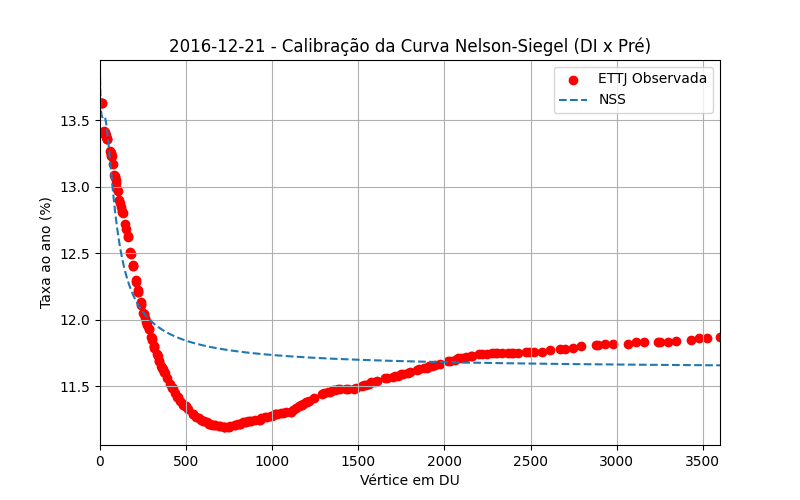 2016-12-21 - Calibração da Curva Nelson-Siegel (DI x Pré)
ETTJ Observada
NSS
13.5
13.0
12.5
12.0
11.5
Taxa ao ano (%)
0 500 1000 1500 2000 2500 3000 3500
Vértice em DU